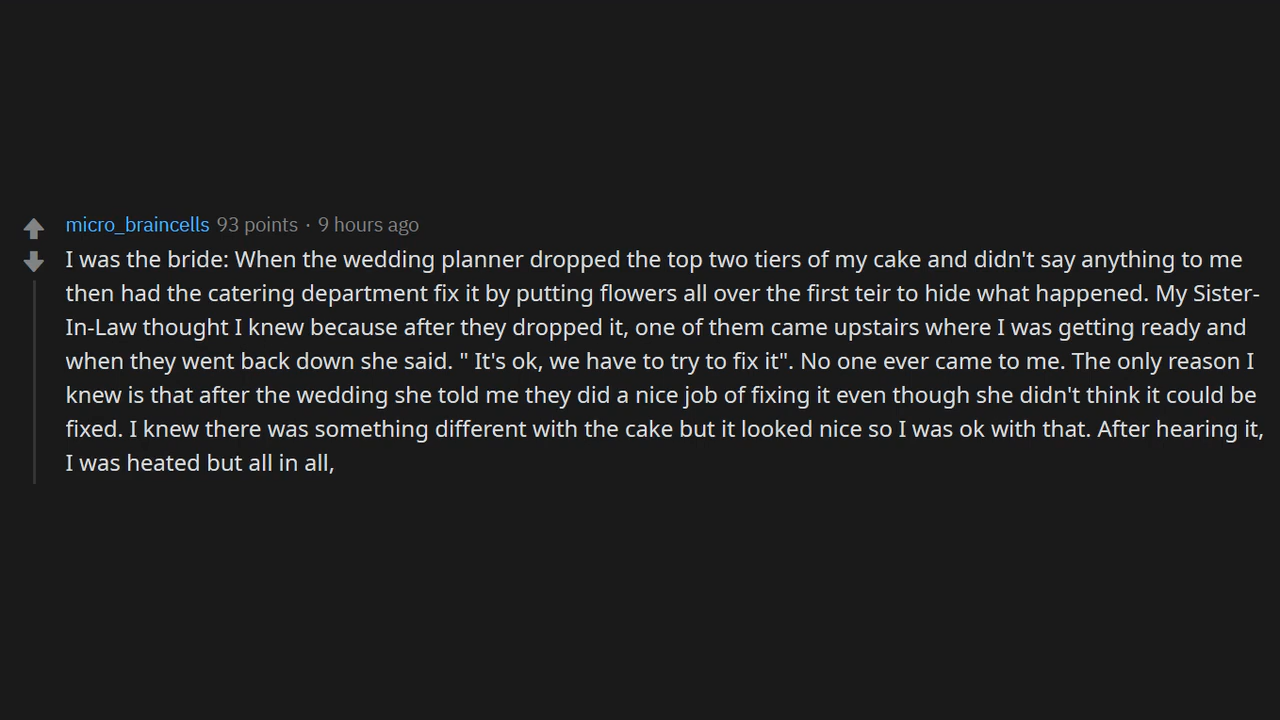 micro_braincells 93 points · 9 hours ago
I was the bride: When the wedding planner dropped the top two tiers of my cake and didn't say anything to me
then had the catering department fix it by putting flowers all over the first teir to hide what happened. My Sister-
In-Law thought I knew because after they dropped it, one of them came upstairs where I was getting ready and
when they went back down she said. " It's ok, we have to try to fix it". No one ever came to me. The only reason I
knew is that after the wedding she told me they did a nice job of fixing it even though she didn't think it could be
fixed. I knew there was something different with the cake but it looked nice so I was ok with that. After hearing it,
I was heated but all in all,